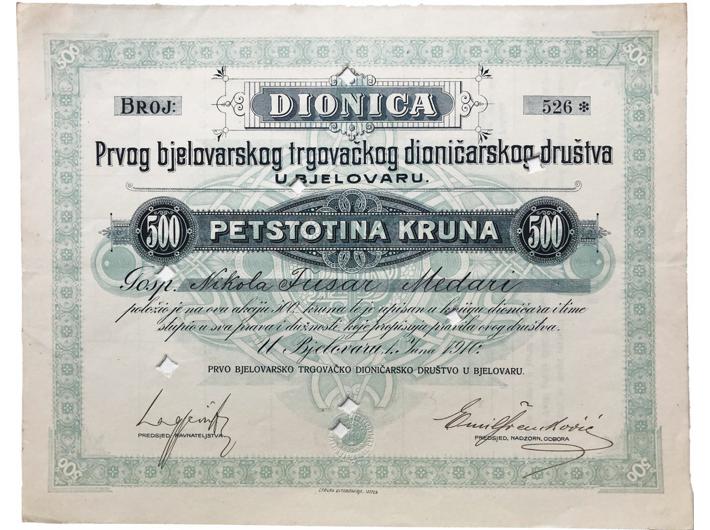 500 500
DIONICA
BROJ: 526 *
Prvog bjelovarskog trgovačkog dioničarskog društva
U BJELOVARU.
500 PETSTOTINA KRUNA 500
Gosp. Nikola Fusar Medari
položio je na ovu akciju kruna te je upisan u knjigu dioničara i time
stupio u sva prava i dužnosti, koje propisuju pravila ovog društva.
U Bjelovaru 1. Juna 1910.
PRVO BJELOVARSKO TRGOVAČKO DIONIČARSKO DRUŠTVO U BJELOVARU.
PREDSJED. RAVNATELJSTVA. PREDSJED. NADZORN. ODBORA
500 500